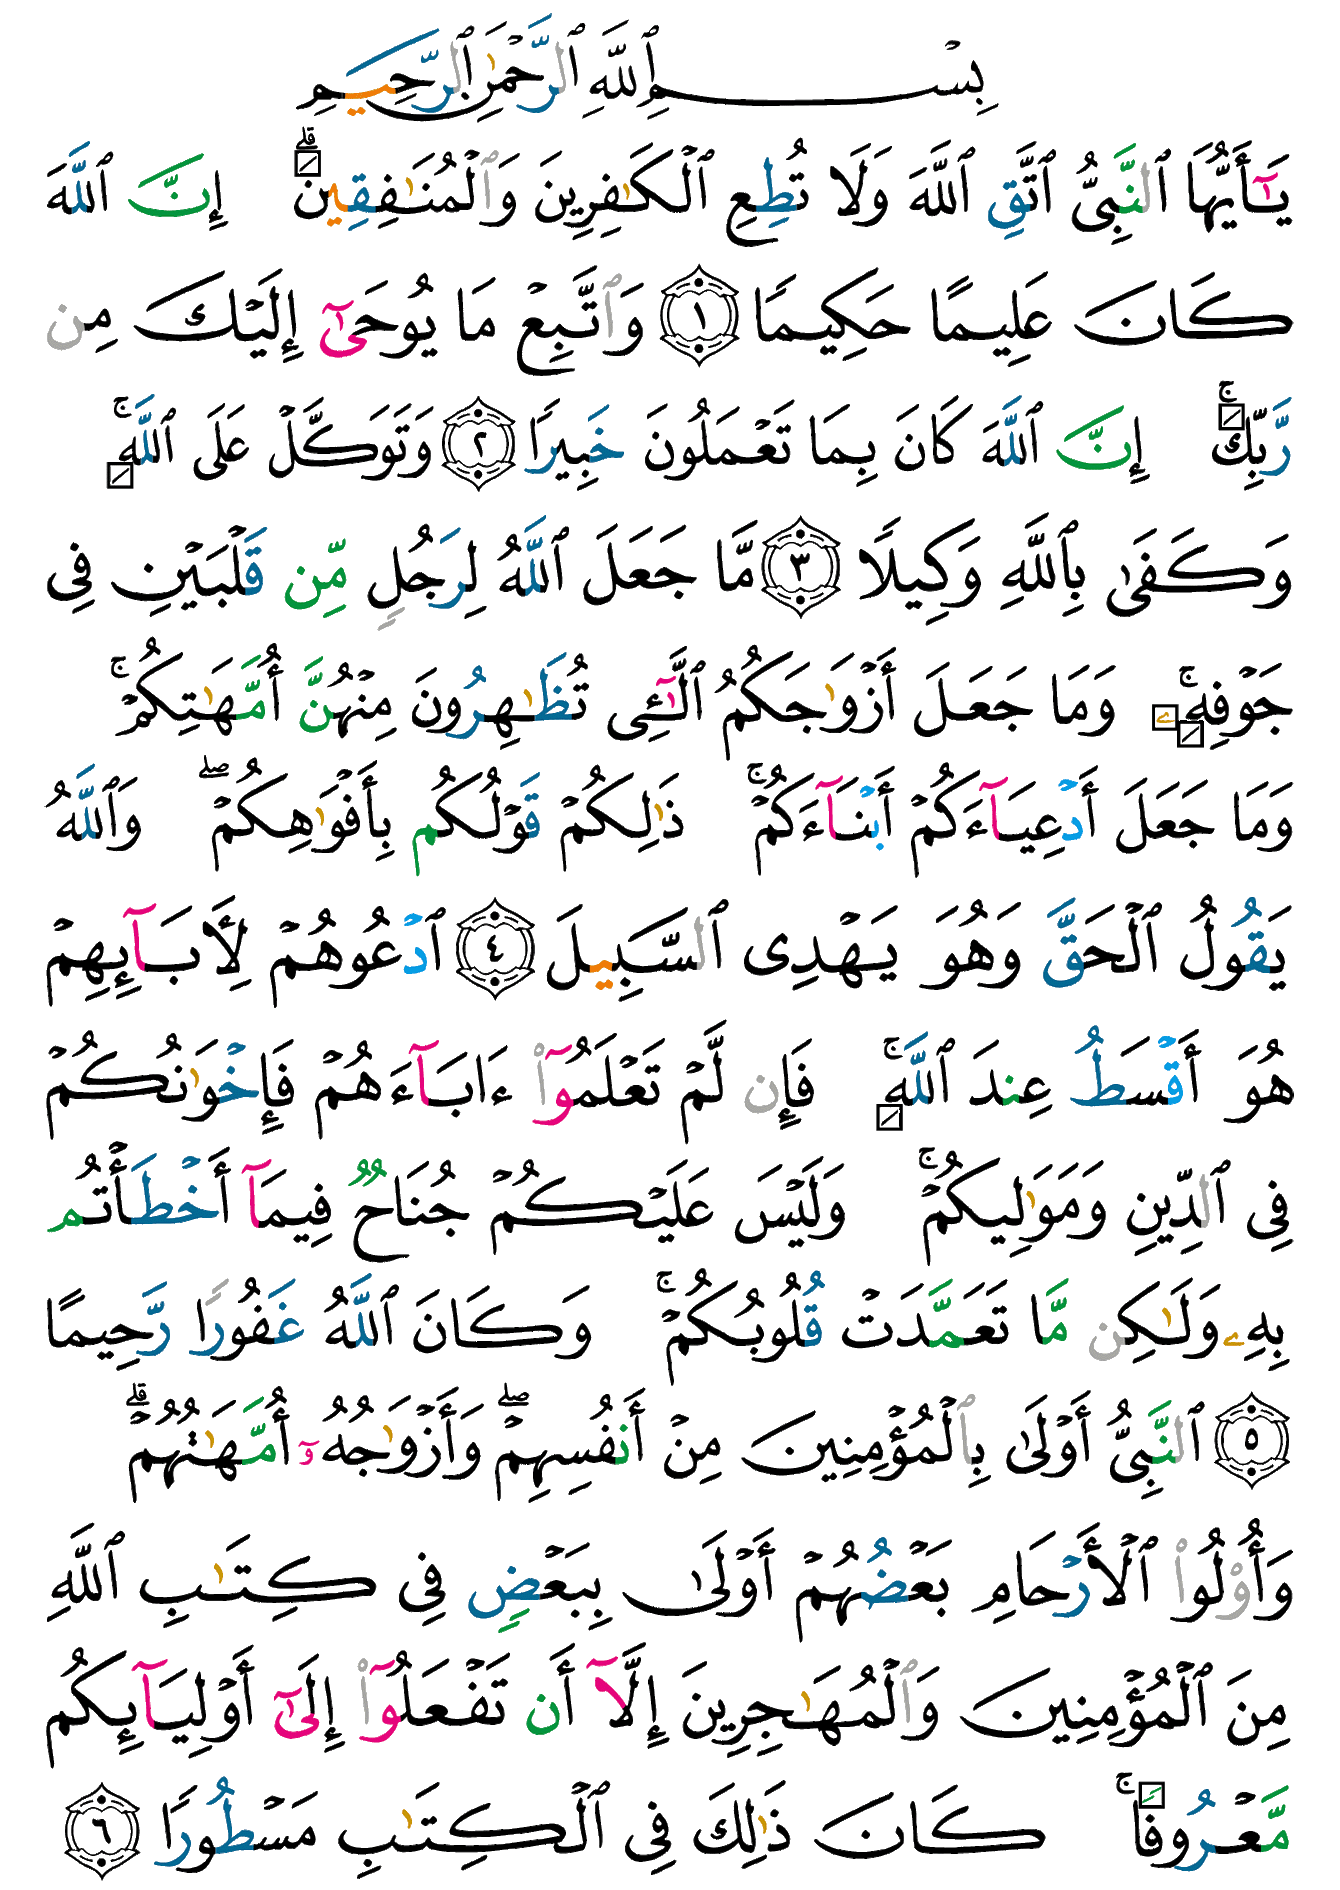 بِسْمِ ٱللَّهِ ٱلرَّحْمَٰنِ ٱلرَّحِيمِ
يَٰٓأَيُّهَا ٱلنَّبِىُّ ٱتَّقِ ٱللَّهَ وَلَا تُطِعِ ٱلْكَٰفِرِينَ وَٱلْمُنَٰفِقِينَ ۗ إِنَّ ٱللَّهَ
كَانَ عَلِيمًا حَكِيمًا ١ وَٱتَّبِعْ مَا يُوحَىٰٓ إِلَيْكَ مِن
رَّبِّكَ ۚ إِنَّ ٱللَّهَ كَانَ بِمَا تَعْمَلُونَ خَبِيرًا ٢ وَتَوَكَّلْ عَلَى ٱللَّهِ ۚ
وَكَفَىٰ بِٱللَّهِ وَكِيلًا ٣ مَّا جَعَلَ ٱللَّهُ لِرَجُلٍ مِّن قَلْبَيْنِ فِى
جَوْفِهِۦ ۚ وَمَا جَعَلَ أَزْوَٰجَكُمُ ٱلَّٰٓـِٔى تُظَٰهِرُونَ مِنْهُنَّ أُمَّهَٰتِكُمْ ۚ
وَمَا جَعَلَ أَدْعِيَآءَكُمْ أَبْنَآءَكُمْ ۚ ذَٰلِكُمْ قَوْلُكُم بِأَفْوَٰهِكُمْ ۖ وَٱللَّهُ
يَقُولُ ٱلْحَقَّ وَهُوَ يَهْدِى ٱلسَّبِيلَ ٤ ٱدْعُوهُمْ لِـَٔابَآئِهِمْ
هُوَ أَقْسَطُ عِندَ ٱللَّهِ ۚ فَإِن لَّمْ تَعْلَمُوٓا۟ ءَابَآءَهُمْ فَإِخْوَٰنُكُمْ
فِى ٱلدِّينِ وَمَوَٰلِيكُمْ ۚ وَلَيْسَ عَلَيْكُمْ جُنَاحٌ فِيمَآ أَخْطَأْتُم
بِهِۦ وَلَٰكِن مَّا تَعَمَّدَتْ قُلُوبُكُمْ ۚ وَكَانَ ٱللَّهُ غَفُورًا رَّحِيمًا
٥ ٱلنَّبِىُّ أَوْلَىٰ بِٱلْمُؤْمِنِينَ مِنْ أَنفُسِهِمْ ۖ وَأَزْوَٰجُهُۥٓ أُمَّهَٰتُهُمْ ۗ
وَأُو۟لُوا۟ ٱلْأَرْحَامِ بَعْضُهُمْ أَوْلَىٰ بِبَعْضٍ فِى كِتَٰبِ ٱللَّهِ
مِنَ ٱلْمُؤْمِنِينَ وَٱلْمُهَٰجِرِينَ إِلَّآ أَن تَفْعَلُوٓا۟ إِلَىٰٓ أَوْلِيَآئِكُم
مَّعْرُوفًا ۚ كَانَ ذَٰلِكَ فِى ٱلْكِتَٰبِ مَسْطُورًا ٦